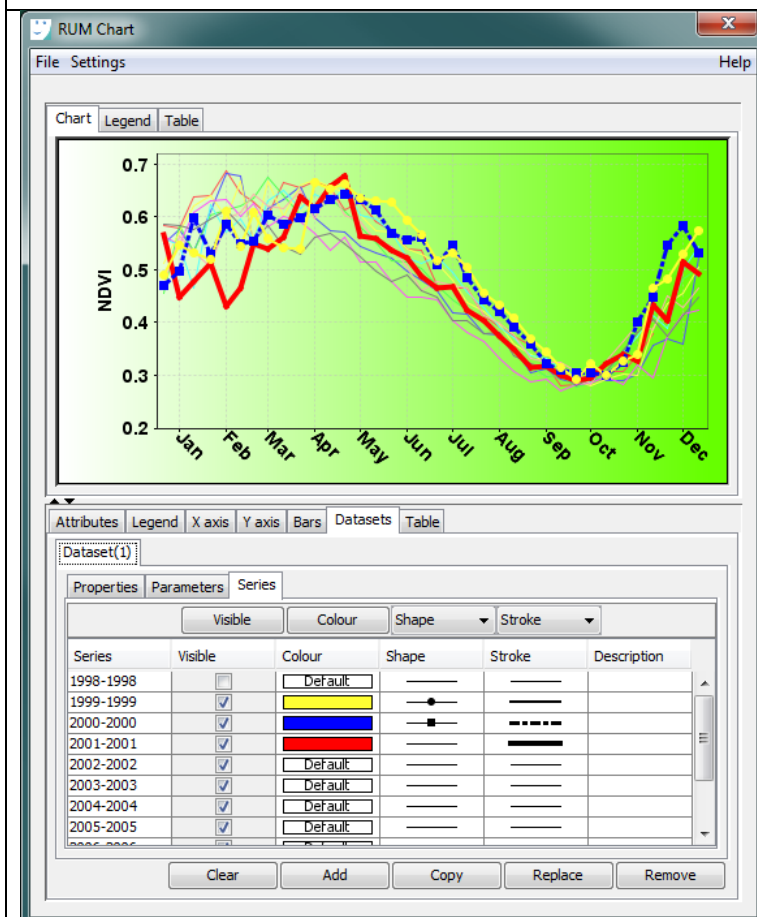 RUM Chart
x
File Settings Help
Chart Legend Table
0.7
0.6
0.5
0.4
0.3
0.2
NDVI
Jan Feb Mar Apr May Jun Jul Aug Sep Oct Nov Dec
Attributes Legend X axis Y axis Bars Datasets Table
Dataset(1)
Properties Parameters Series
Visible Colour Shape Stroke
Series Visible Colour Shape Stroke Description
1998-1998 Default
1999-1999
2000-2000
2001-2001
2002-2002 Default
2003-2003 Default
2004-2004 Default
2005-2005 Default
Clear Add Copy Replace Remove